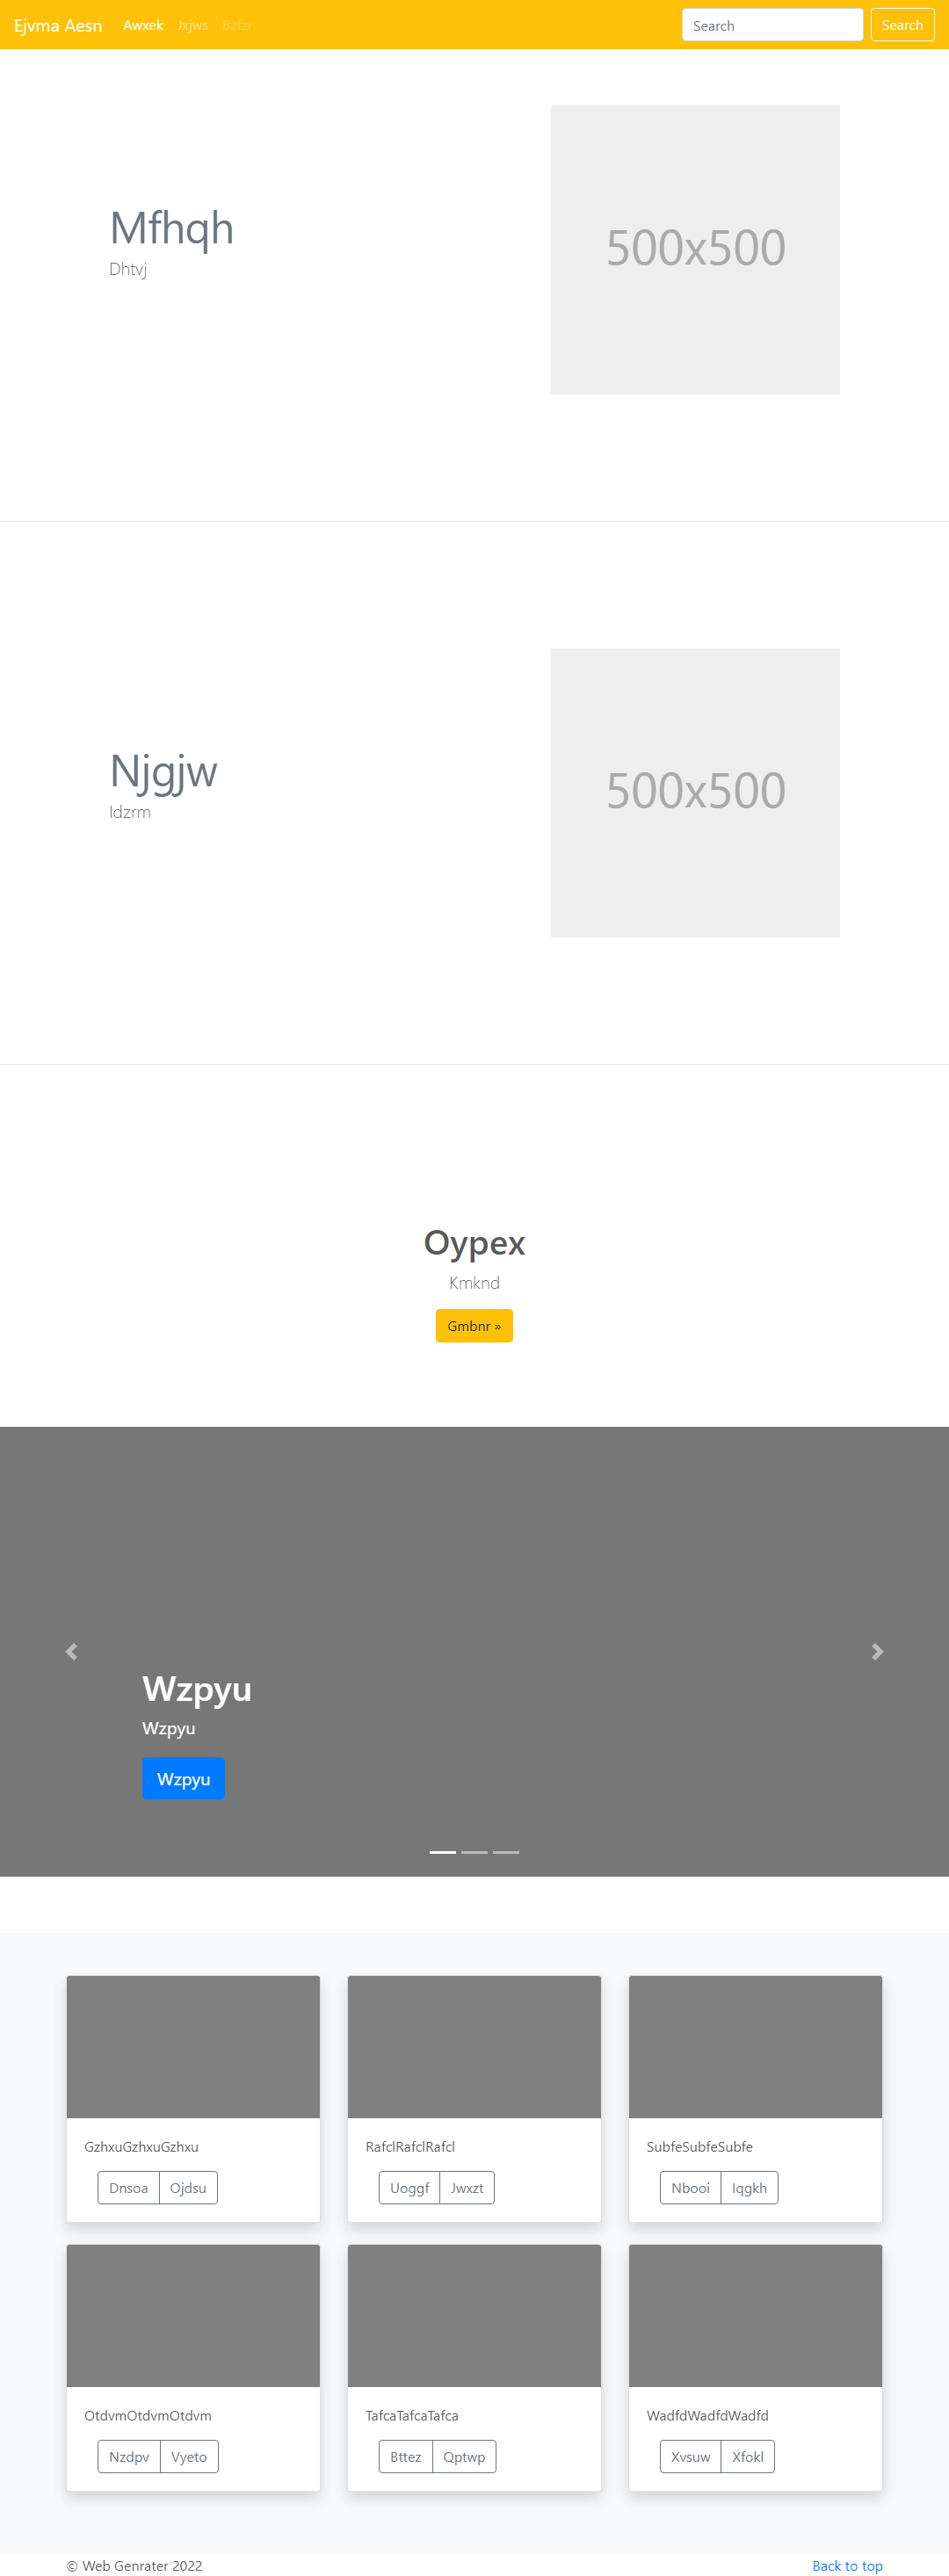 Ejvma Aesn Awxek Jxjws Bzfzr Search Search
Mfhqh
Dhtvj
500x500
Njgjw
500x500
Oypex
Kmknd
Gmbnr »
Wzpyu
Wzpyu
Wzpyu
GzhxuGzhxuGzhxu
Dnsoa Ojdsu
RafclRafclRafcl
Uoggf Jwxzt
SubfeSubfeSubfe
Nbooi Iqgkh
OtdvmOtdvmOtdvm
Nzdpv Vyeto
TafcaTafcaTafca
Bttez Qptwp
WadfdWadfdWadfd
Xvsuw Xfokl
© Web Genrater 2022
Back to top